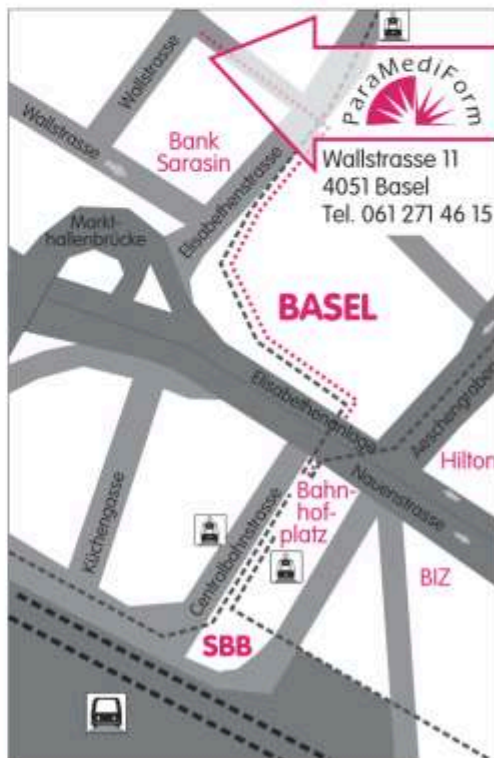 ParaMediForm
Wallstrasse 11
4051 Basel
Tel. 061 271 46 15
Wallstrasse
Wallstrasse
Bank
Sarasin
Elisabethenstrasse
Markt-
hallenbrücke
BASEL
Elisabethenanlage
Aeschengraben
Hilton
Nauenstrasse
Bahn-
hof-
platz
Küchengasse
Centralbahnstrasse
BIZ
SBB